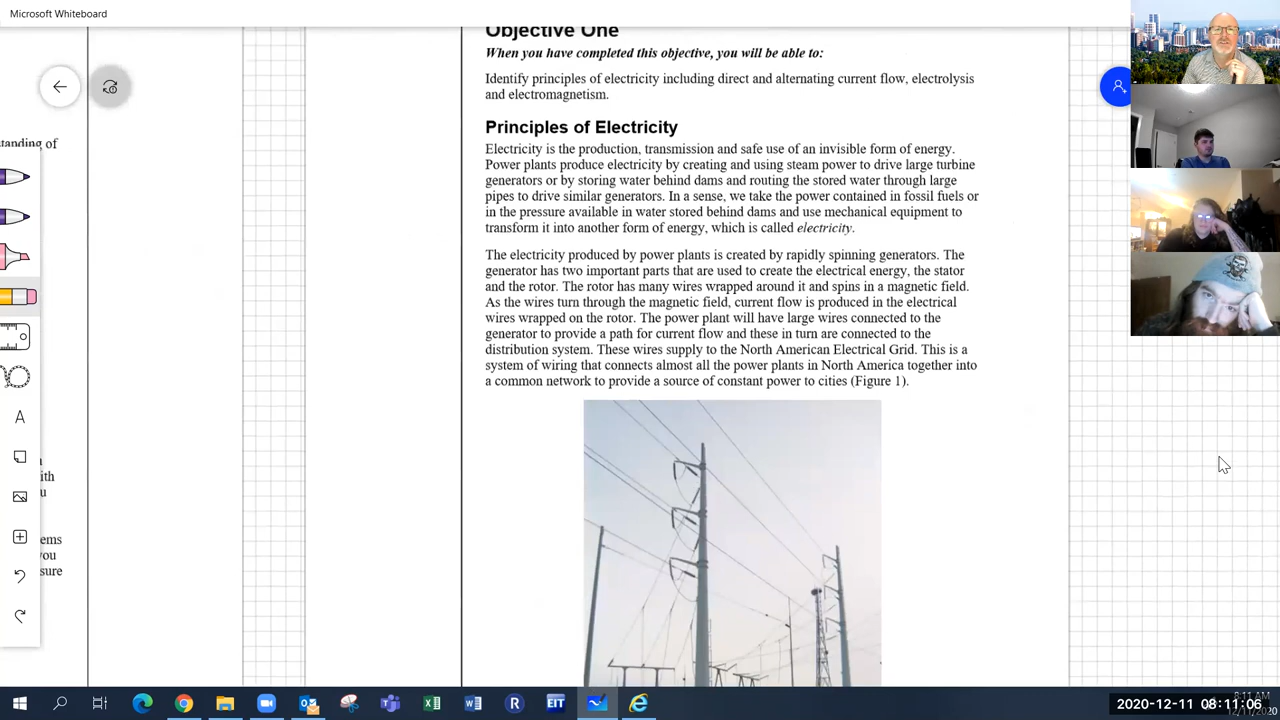 Microsoft Whiteboard
Objective One
When you have completed this objective, you will be able to:
Identify principles of electricity including direct and alternating current flow, electrolysis
and electromagnetism.
tanding of
Principles of Electricity
Electricity is the production, transmission and safe use of an invisible form of energy.
Power plants produce electricity by creating and using steam power to drive large turbine
generators or by storing water behind dams and routing the stored water through large
pipes to drive similar generators. In a sense, we take the power contained in fossil fuels or
in the pressure available in water stored behind dams and use mechanical equipment to
transform it into another form of energy, which is called electricity.
The electricity produced by power plants is created by rapidly spinning generators. The
generator has two important parts that are used to create the electrical energy, the stator
and the rotor. The rotor has many wires wrapped around it and spins in a magnetic field.
As the wires turn through the magnetic field, current flow is produced in the electrical
wires wrapped on the rotor. The power plant will have large wires connected to the
generator to provide a path for current flow and these in turn are connected to the
distribution system. These wires supply to the North American Electrical Grid. This is a
system of wiring that connects almost all the power plants in North America together into
a common network to provide a source of constant power to cities (Figure 1).
A
ith
u
ems
you
sure
R
EIT
8:11 AM
2020-12-11 08:11:06